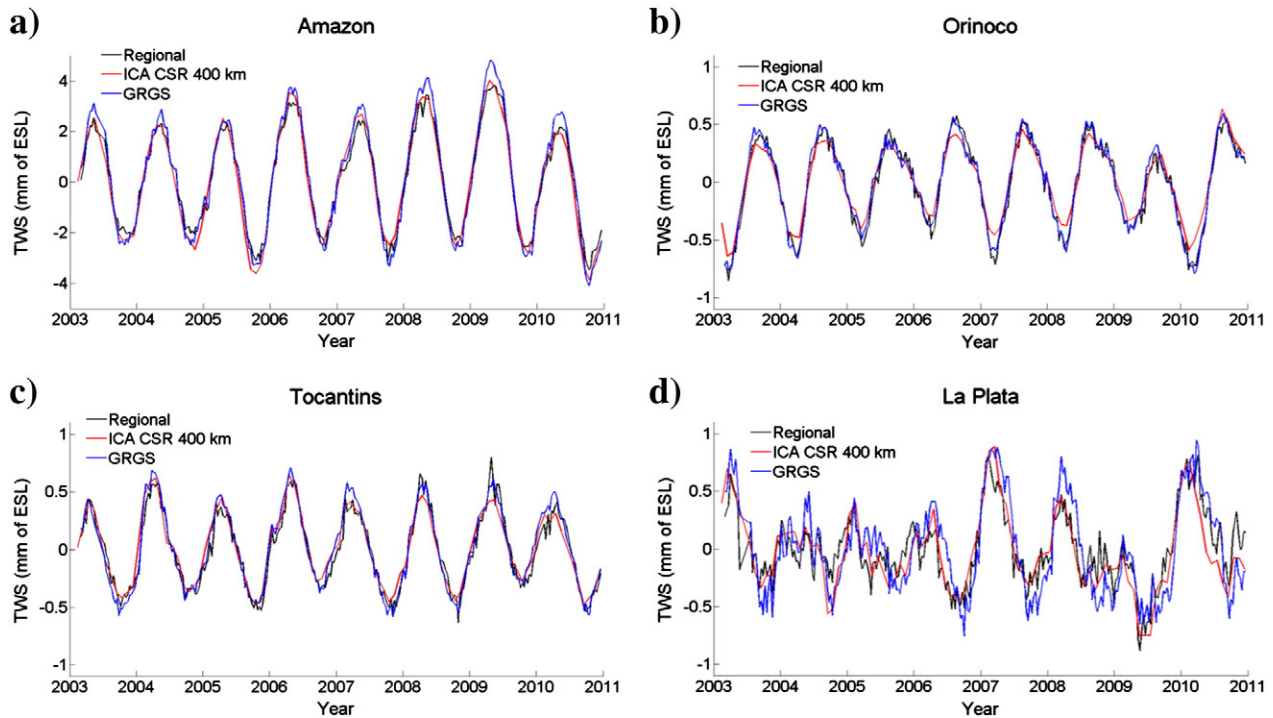 a)
Amazon
Regional
ICA CSR 400 km
GRGS
TWS (mm of ESL)
4
2
0
-2
-4
2003 2004 2005 2006 2007 2008 2009 2010 2011
Year
b)
Orinoco
Regional
ICA CSR 400 km
GRGS
TWS (mm of ESL)
1
0.5
0
-0.5
-1
2003 2004 2005 2006 2007 2008 2009 2010 2011
Year
c)
Tocantins
Regional
ICA CSR 400 km
GRGS
TWS (mm of ESL)
1
0.5
0
-0.5
-1
2003 2004 2005 2006 2007 2008 2009 2010 2011
Year
d)
La Plata
Regional
ICA CSR 400 km
GRGS
TWS (mm of ESL)
1
0.5
0
-0.5
-1
2003 2004 2005 2006 2007 2008 2009 2010 2011
Year